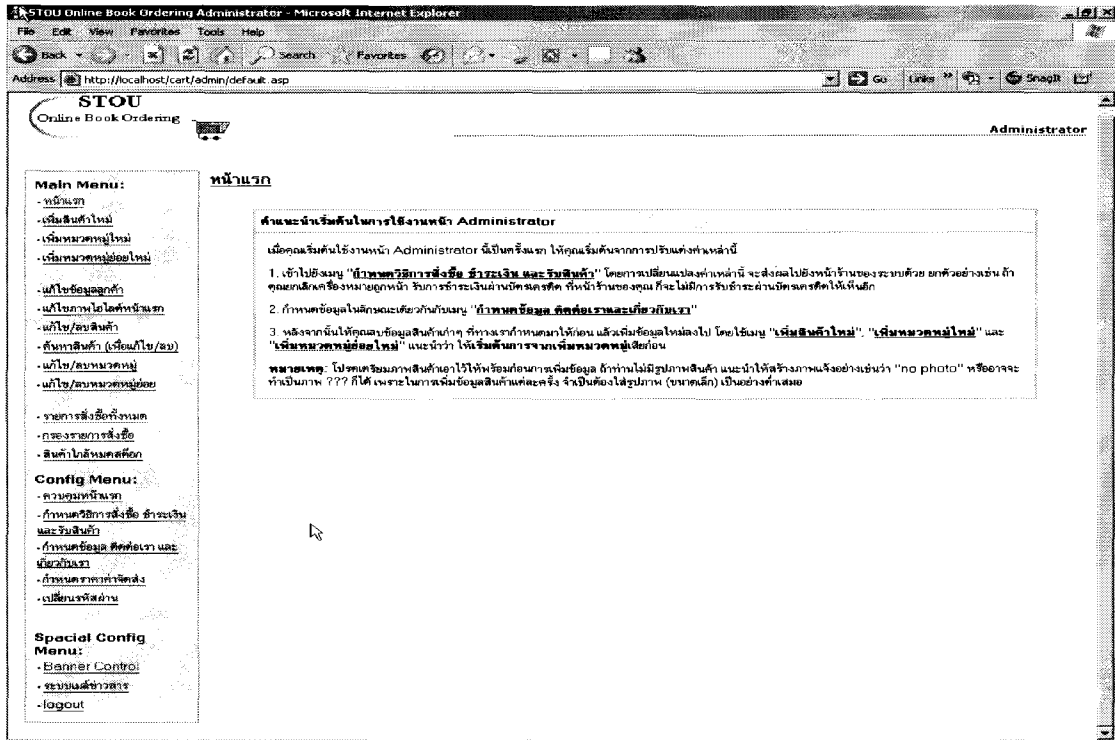 STOU Online Book Ordering Administrator - Microsoft Internet Explorer
File Edit View Favorites Tools Help
Back Search Favorites
Address http://localhost/cart/admin/default.asp Go Links SnagIt
STOU
Online Book Ordering
Administrator
Main Menu:
- หน้าแรก
- เพิ่มสินค้าใหม่
- เพิ่มหมวดหมู่ใหม่
- เพิ่มหมวดหมู่ย่อยใหม่
- แก้ไขข้อมูลลูกค้า
- แก้ไขภาพไฮไลต์หน้าแรก
- แก้ไข/ลบสินค้า
- ค้นหาสินค้า (เพื่อแก้ไข/ลบ)
- แก้ไข/ลบหมวดหมู่
- แก้ไข/ลบหมวดหมู่ย่อย
- รายการสั่งซื้อทั้งหมด
- กรองรายการสั่งซื้อ
- สินค้าใกล้หมดสต๊อก
Config Menu:
- ควบคุมหน้าแรก
- กำหนดวิธีการสั่งซื้อ ชำระเงิน
และรับสินค้า
- กำหนดข้อมูล ติดต่อเรา และ
เกี่ยวกับเรา
- กำหนดราคาค่าจัดส่ง
- เปลี่ยนรหัสผ่าน
Spacial Config
Menu:
- Banner Control
- ระบบเมล์ข่าวสาร
- logout
หน้าแรก
คำแนะนำเริ่มต้นในการใช้งานหน้า Administrator
เมื่อคุณเริ่มต้นใช้งานหน้า Administrator นี้เป็นครั้งแรก ให้คุณเริ่มต้นจากการปรับแต่งค่าเหล่านี้
1. เข้าไปยังเมนู "กำหนดวิธีการสั่งซื้อ ชำระเงิน และรับสินค้า" โดยการเปลี่ยนแปลงค่าเหล่านี้ จะส่งผลไปยังหน้าร้านของระบบด้วย ยกตัวอย่างเช่น ถ้า
คุณยกเลิกเครื่องหมายถูกหน้า รับการชำระเงินผ่านบัตรเครดิต ที่หน้าร้านของคุณ ก็จะไม่มีการรับชำระผ่านบัตรเครดิตให้เห็นอีก
2. กำหนดข้อมูลในลักษณะเดียวกันกับเมนู "กำหนดข้อมูล ติดต่อเราและเกี่ยวกับเรา"
3. หลังจากนั้นให้คุณลบข้อมูลสินค้าเก่าๆ ที่ทางเรากำหนดมาให้ก่อน แล้วเพิ่มข้อมูลใหม่ลงไป โดยใช้เมนู "เพิ่มสินค้าใหม่", "เพิ่มหมวดหมู่ใหม่" และ
"เพิ่มหมวดหมู่ย่อยใหม่" แนะนำว่า ให้เริ่มต้นการจากเพิ่มหมวดหมู่เสียก่อน
หมายเหตุ: โปรดเตรียมภาพสินค้าเอาไว้ให้พร้อมก่อนการเพิ่มข้อมูล ถ้าท่านไม่มีรูปภาพสินค้า แนะนำให้สร้างภาพแจ้งอย่างเช่นว่า "no photo" หรืออาจจะ
ทำเป็นภาพ ??? ก็ได้ เพราะในการเพิ่มข้อมูลสินค้าแต่ละครั้ง จำเป็นต้องใส่รูปภาพ (ขนาดเล็ก) เป็นอย่างต่ำเสมอ